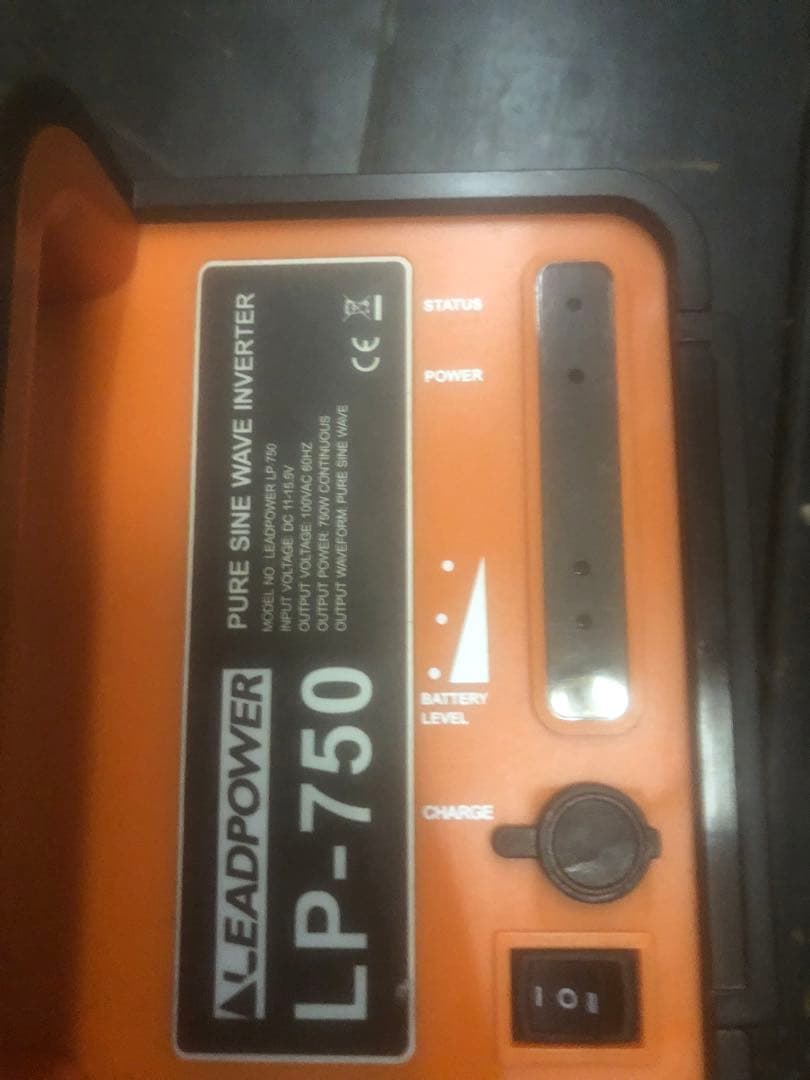 LEADPOWER
LP-750
PURE SINE WAVE INVERTER
MODEL NO. LEADPOWER LP 750
INPUT VOLTAGE: DC 11-15.5V
OUTPUT VOLTAGE: 100VAC 60HZ
OUTPUT POWER: 750W CONTINUOUS
OUTPUT WAVEFORM: PURE SINE WAVE
CE
STATUS
POWER
BATTERY
LEVEL
CHARGE
I O II